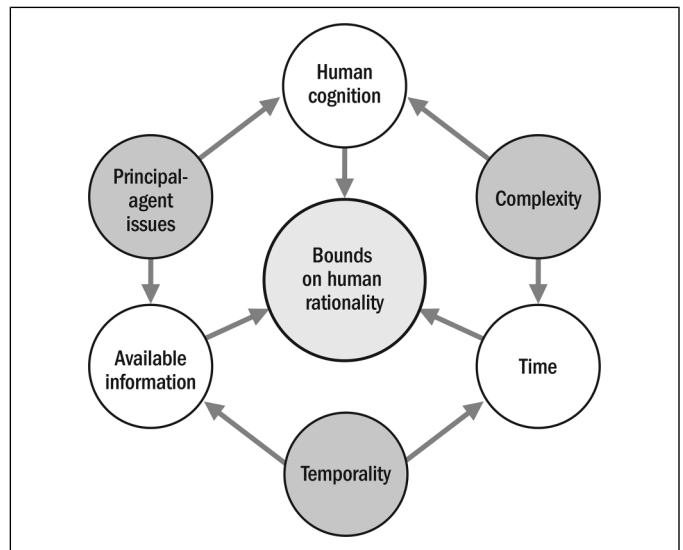 Human
cognition
Principal-
agent
issues
Complexity
Bounds
on human
rationality
Available
information
Time
Temporality